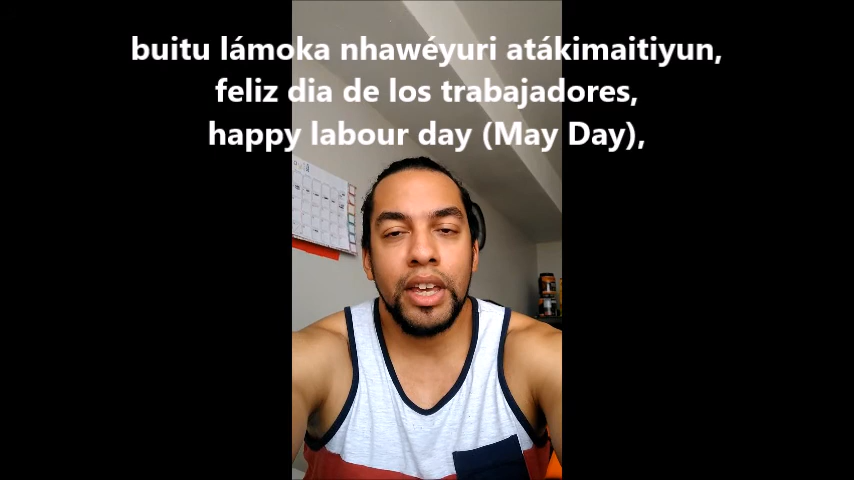 buitu lámoka nhawéyuri atákimaitiyun,
feliz dia de los trabajadores,
happy labour day (May Day),